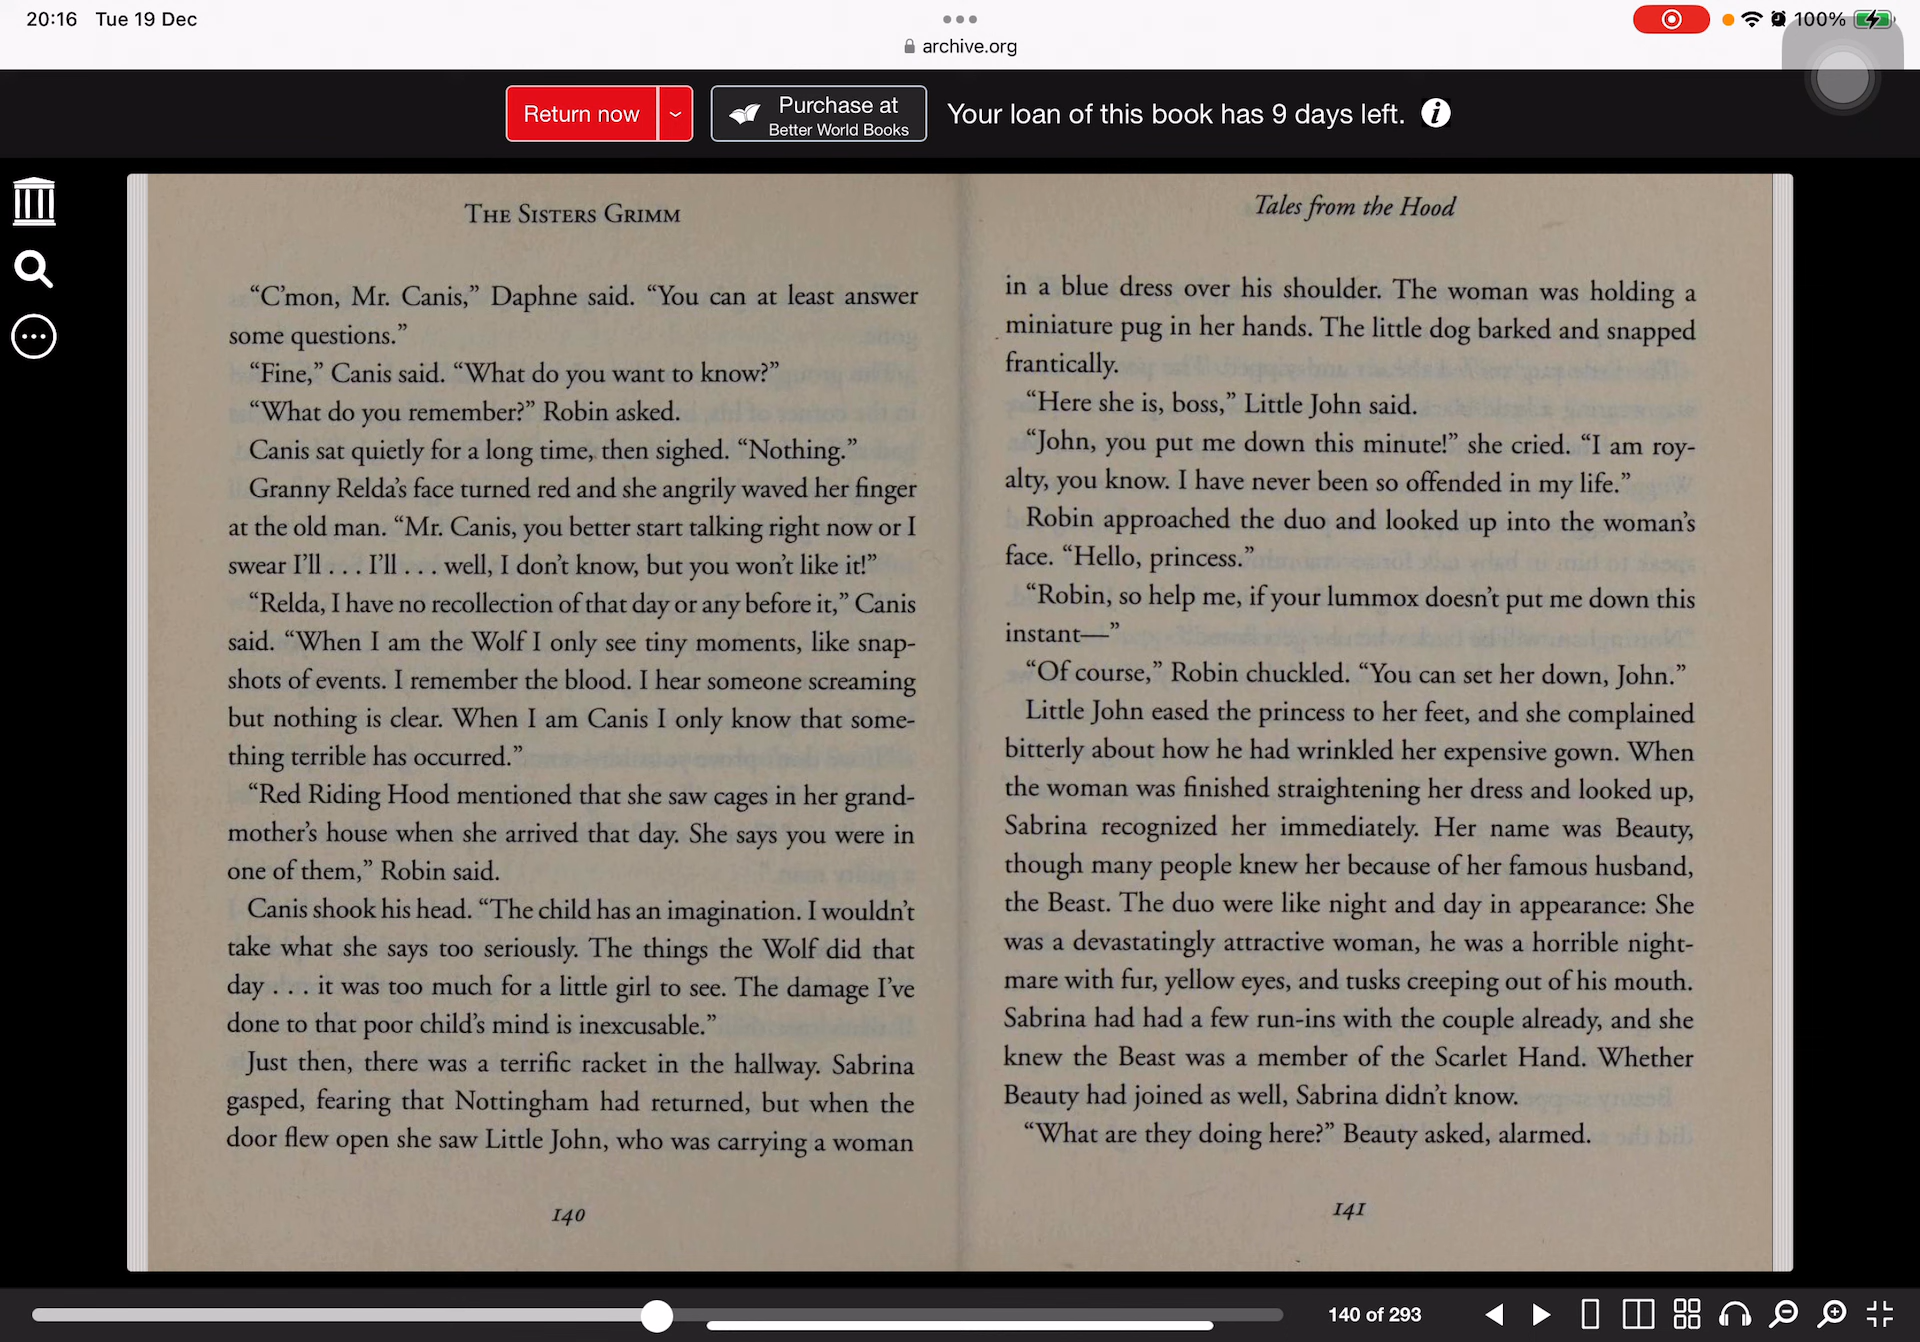 20:16 Tue 19 Dec
100%
archive.org
Return now
Purchase at
Better World Books
Your loan of this book has 9 days left.
THE SISTERS GRIMM
“C’mon, Mr. Canis,” Daphne said. “You can at least answer
some questions.”
“Fine,” Canis said. “What do you want to know?”
“What do you remember?” Robin asked.
Canis sat quietly for a long time, then sighed. “Nothing.”
Granny Relda’s face turned red and she angrily waved her finger
at the old man. “Mr. Canis, you better start talking right now or I
swear I’ll . . . I’ll . . . well, I don’t know, but you won’t like it!”
“Relda, I have no recollection of that day or any before it,” Canis
said. “When I am the Wolf I only see tiny moments, like snap-
shots of events. I remember the blood. I hear someone screaming
but nothing is clear. When I am Canis I only know that some-
thing terrible has occurred.”
“Red Riding Hood mentioned that she saw cages in her grand-
mother’s house when she arrived that day. She says you were in
one of them,” Robin said.
Canis shook his head. “The child has an imagination. I wouldn’t
take what she says too seriously. The things the Wolf did that
day . . . it was too much for a little girl to see. The damage I’ve
done to that poor child’s mind is inexcusable.”
Just then, there was a terrific racket in the hallway. Sabrina
gasped, fearing that Nottingham had returned, but when the
door flew open she saw Little John, who was carrying a woman
140
Tales from the Hood
in a blue dress over his shoulder. The woman was holding a
miniature pug in her hands. The little dog barked and snapped
frantically.
“Here she is, boss,” Little John said.
“John, you put me down this minute!” she cried. “I am roy-
alty, you know. I have never been so offended in my life.”
Robin approached the duo and looked up into the woman’s
face. “Hello, princess.”
“Robin, so help me, if your lummox doesn’t put me down this
instant—”
“Of course,” Robin chuckled. “You can set her down, John.”
Little John eased the princess to her feet, and she complained
bitterly about how he had wrinkled her expensive gown. When
the woman was finished straightening her dress and looked up,
Sabrina recognized her immediately. Her name was Beauty,
though many people knew her because of her famous husband,
the Beast. The duo were like night and day in appearance: She
was a devastatingly attractive woman, he was a horrible night-
mare with fur, yellow eyes, and tusks creeping out of his mouth.
Sabrina had had a few run-ins with the couple already, and she
knew the Beast was a member of the Scarlet Hand. Whether
Beauty had joined as well, Sabrina didn’t know.
“What are they doing here?” Beauty asked, alarmed.
141
140 of 293